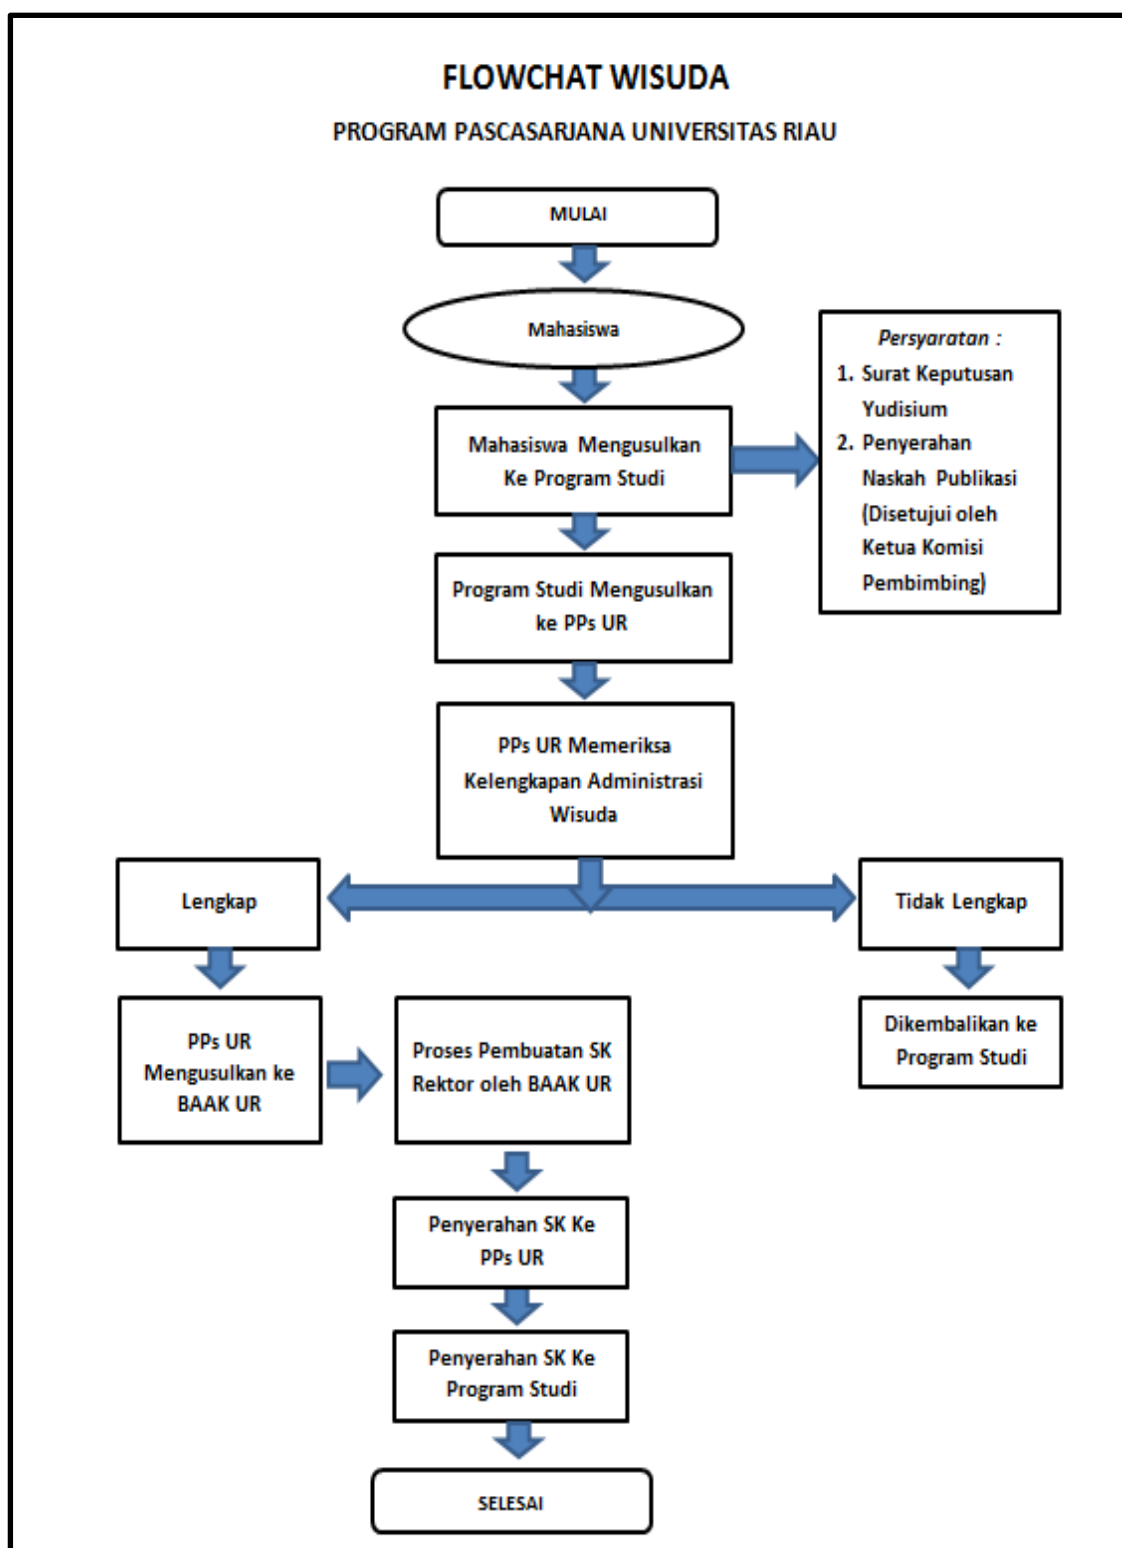 FLOWCHAT WISUDA
PROGRAM PASCASARJANA UNIVERSITAS RIAU
MULAI
Mahasiswa
Mahasiswa Mengusulkan
Ke Program Studi
Persyaratan :
1. Surat Keputusan
Yudisium
2. Penyerahan
Naskah Publikasi
(Disetujui oleh
Ketua Komisi
Pembimbing)
Program Studi Mengusulkan
ke PPs UR
PPs UR Memeriksa
Kelengkapan Administrasi
Wisuda
Lengkap
Tidak Lengkap
PPs UR
Mengusulkan ke
BAAK UR
Proses Pembuatan SK
Rektor oleh BAAK UR
Dikembalikan ke
Program Studi
Penyerahan SK Ke
PPs UR
Penyerahan SK Ke
Program Studi
SELESAI